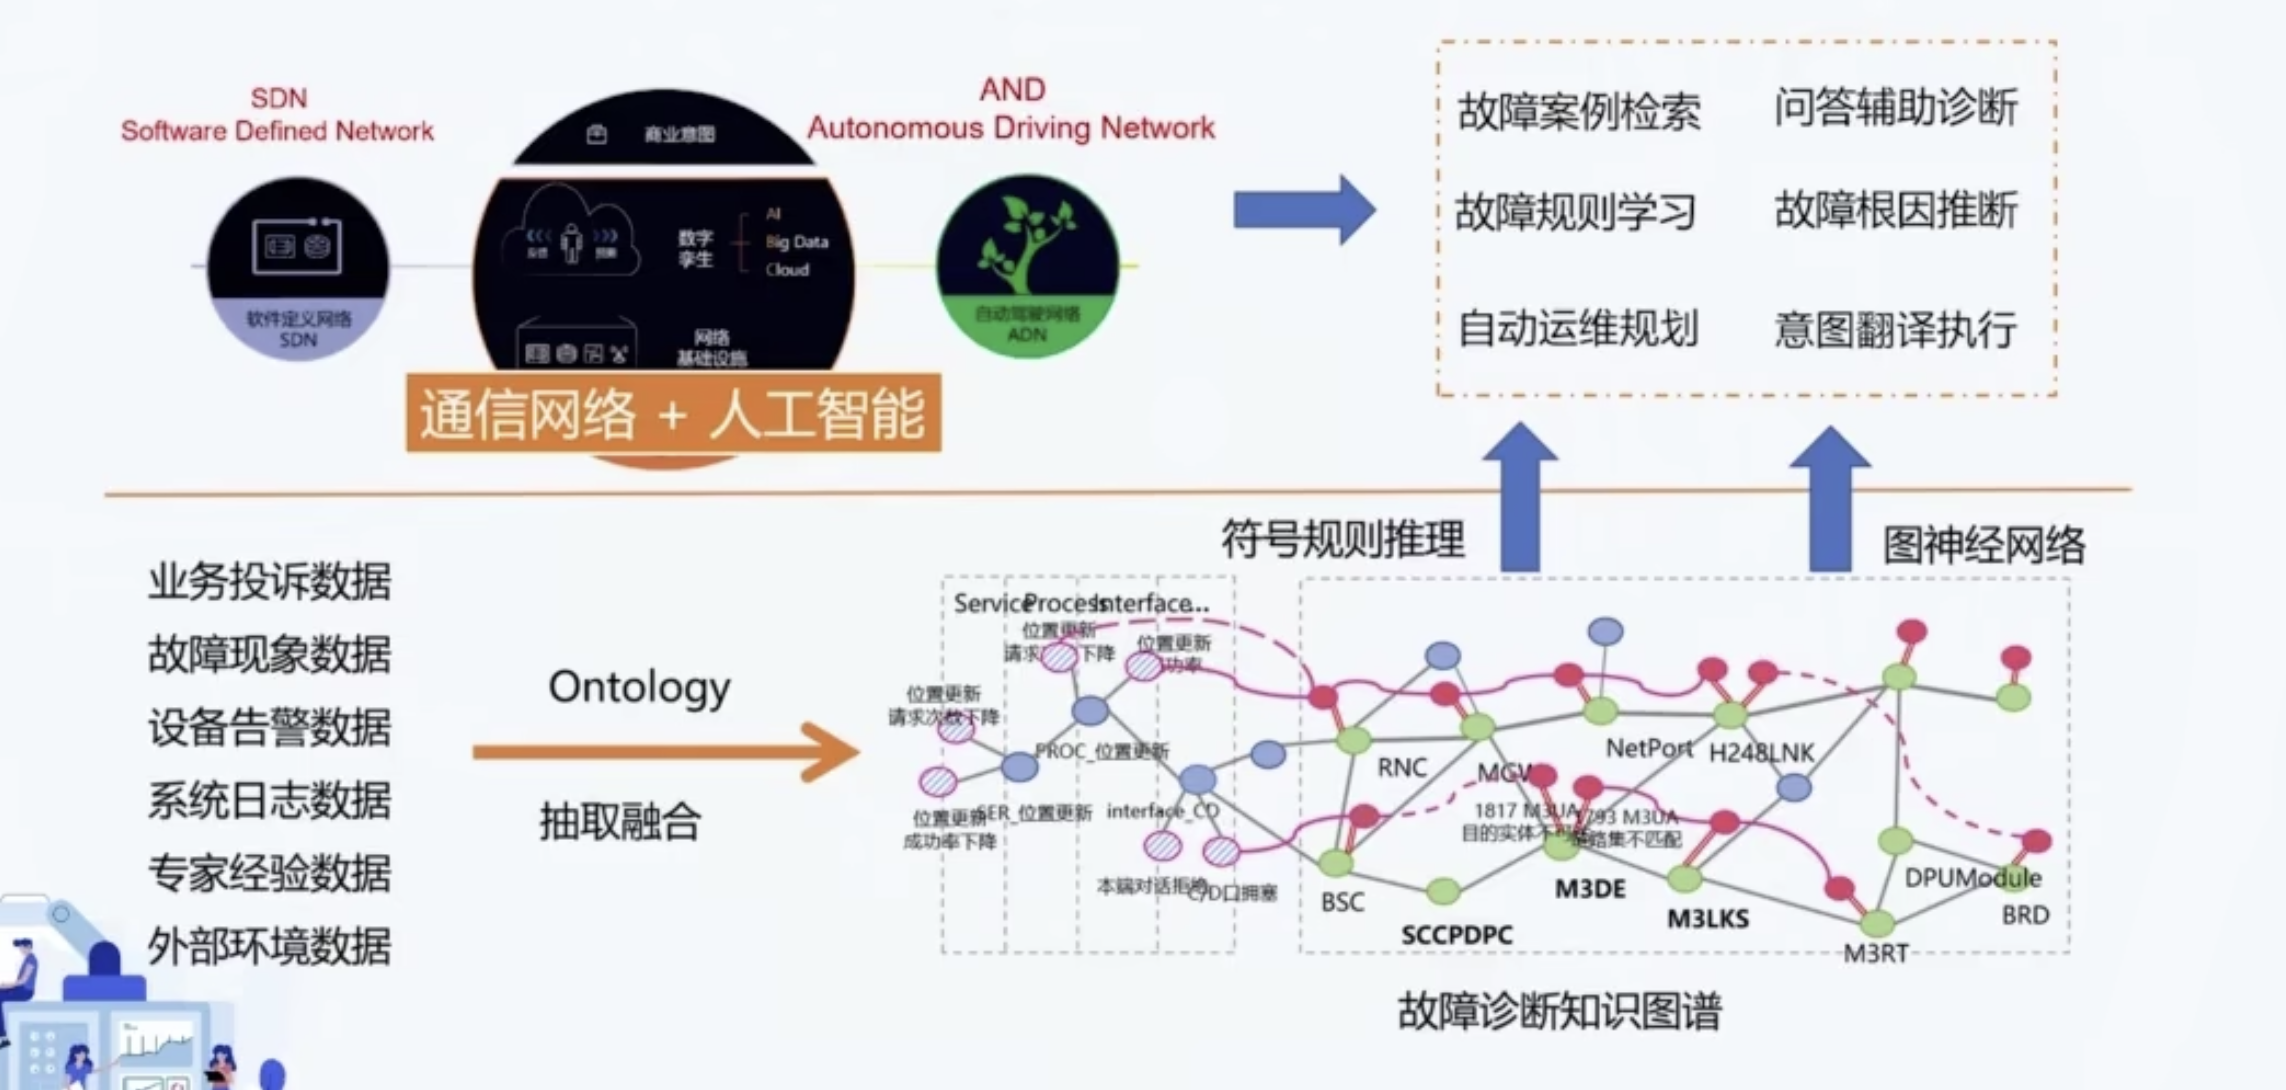 SDN
Software Defined Network
AND
Autonomous Driving Network
商业意图
数字
孪生
AI
Big Data
Cloud
网络
基础设施
软件定义网络
SDN
自动驾驶网络
ADN
通信网络 + 人工智能
故障案例检索
问答辅助诊断
故障规则学习
故障根因推断
自动运维规划
意图翻译执行
符号规则推理
图神经网络
业务投诉数据
故障现象数据
设备告警数据
系统日志数据
专家经验数据
外部环境数据
Ontology
抽取融合
Service
Process
Interface...
位置更新
请求
下降
位置更新
功率
位置更新
请求次数下降
PROC_位置更新
位置更新
成功率下降
SER_位置更新
interface_CD
本端对话拒绝
C/D口拥塞
RNC
MGW
NetPort
H248LNK
1817 M3UA
目的实体不
1793 M3UA
链路集不匹配
BSC
SCCPDPC
M3DE
M3LKS
DPUModule
BRD
M3RT
故障诊断知识图谱